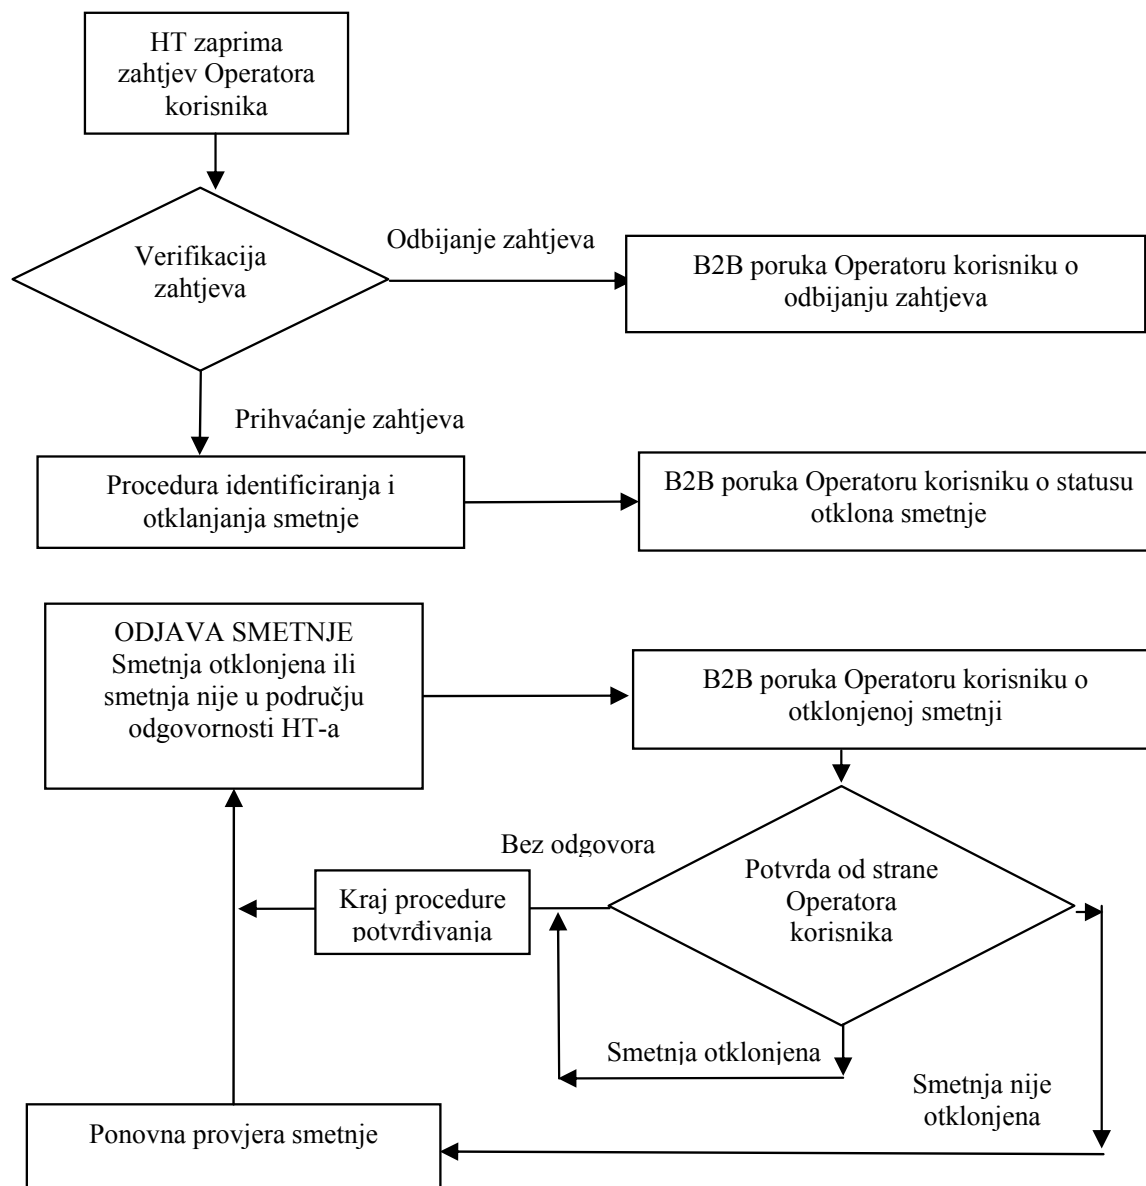 HT zaprima
zahtjev Operatora
korisnika
Verifikacija
zahtjeva
Odbijanje zahtjeva
B2B poruka Operatoru korisniku o
odbijanju zahtjeva
Prihvaćanje zahtjeva
Procedura identificiranja i
otklanjanja smetnje
B2B poruka Operatoru korisniku o statusu
otklona smetnje
ODJAVA SMETNJE
Smetnja otklonjena ili
smetnja nije u području
odgovornosti HT-a
B2B poruka Operatoru korisniku o
otklonjenoj smetnji
Bez odgovora
Potvrda od strane
Operatora
korisnika
Kraj procedure
potvrđivanja
Smetnja otklonjena
Smetnja nije
otklonjena
Ponovna provjera smetnje